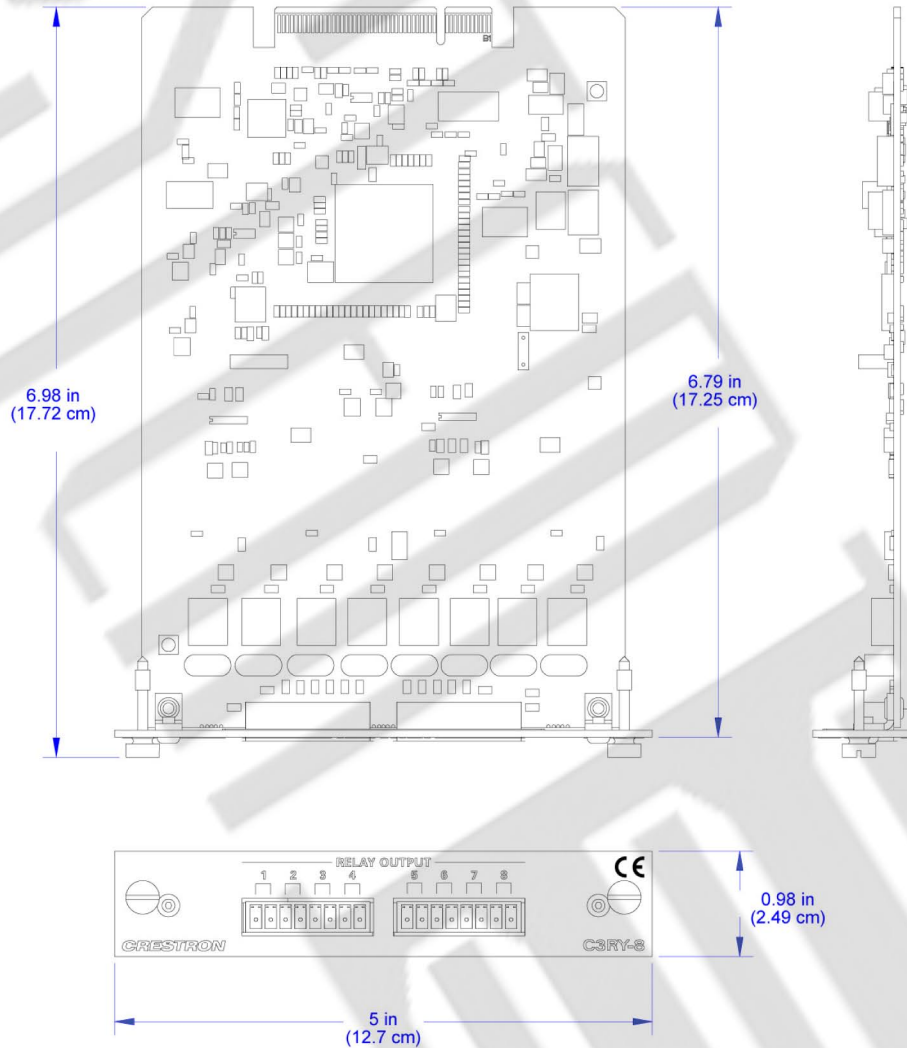 B1
6.98 in
(17.72 cm)
6.79 in
(17.25 cm)
RELAY OUTPUT
1 2 3 4 5 6 7 8
CE
CRESTRON
C3RY-8
0.98 in
(2.49 cm)
5 in
(12.7 cm)